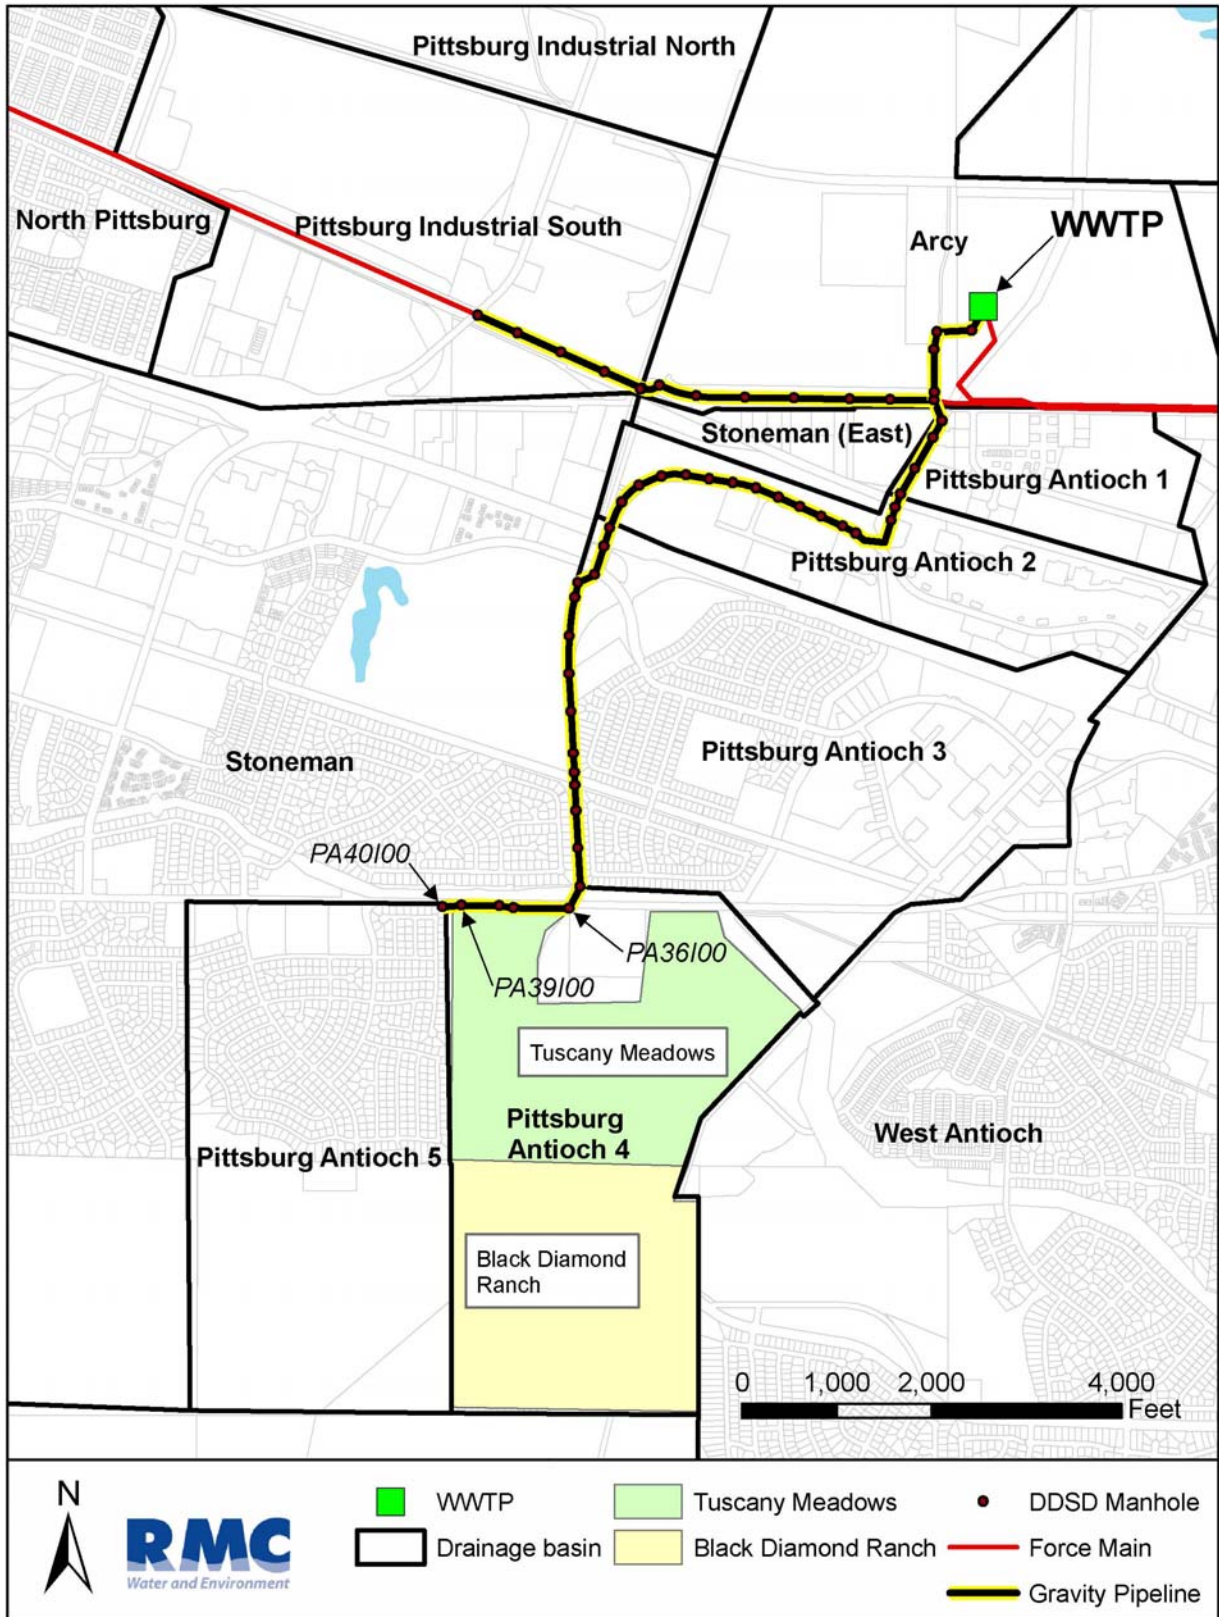 Pittsburg Industrial North
North Pittsburg
Pittsburg Industrial South
Arcy
WWTP
Stoneman (East)
Pittsburg Antioch 1
Pittsburg Antioch 2
Stoneman
Pittsburg Antioch 3
PA40I00
PA36I00
PA39I00
Tuscany Meadows
Pittsburg
Antioch 4
West Antioch
Pittsburg Antioch 5
Black Diamond
Ranch
0 1,000 2,000 4,000
Feet
N
RMC
Water and Environment
WWTP
Drainage basin
Tuscany Meadows
Black Diamond Ranch
DDSD Manhole
Force Main
Gravity Pipeline